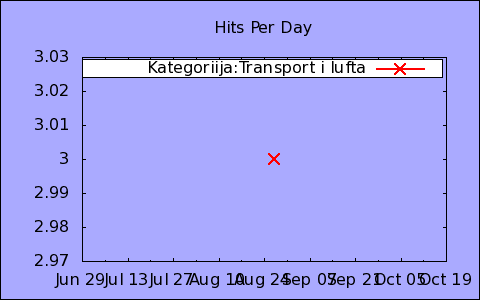 Hits Per Day
3.03
Kategoriija:Transport i lufta
3.02
3.01
3
2.99
2.98
2.97
Jun 29 Jul 13 Jul 27 Aug 10 Aug 24 Sep 07 Sep 21 Oct 05 Oct 19